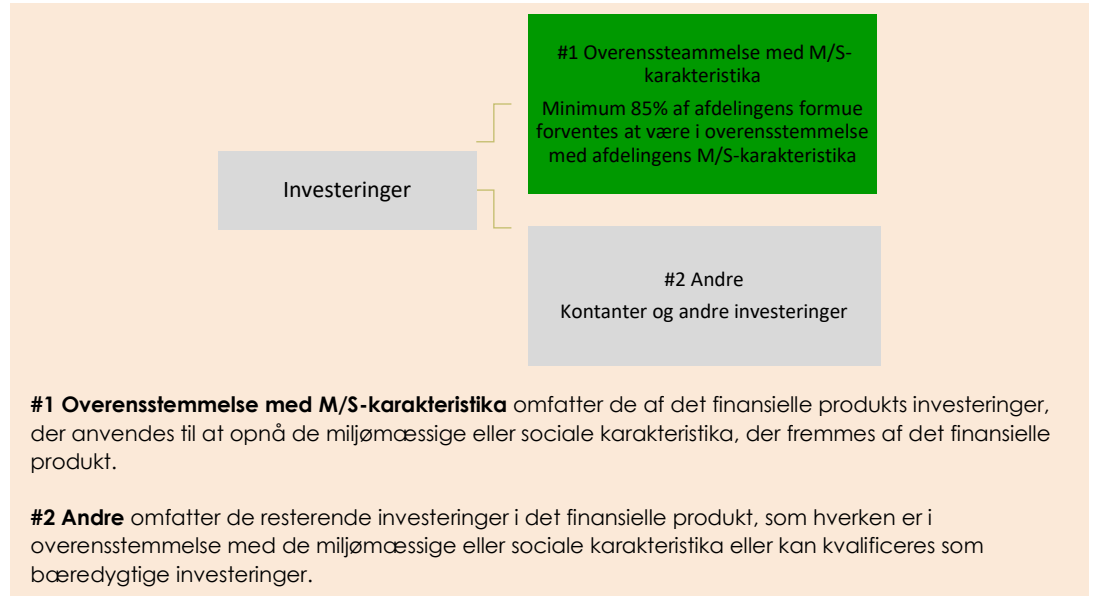 #1 Overenssteammelse med M/S-
karakteristika
Minimum 85% af afdelingens formue
forventes at være i overensstemmelse
med afdelingens M/S-karakteristika
Investeringer
#2 Andre
Kontanter og andre investeringer
#1 Overensstemmelse med M/S-karakteristika omfatter de af det finansielle produkts investeringer,
der anvendes til at opnå de miljømæssige eller sociale karakteristika, der fremmes af det finansielle
produkt.
#2 Andre omfatter de resterende investeringer i det finansielle produkt, som hverken er i
overensstemmelse med de miljømæssige eller sociale karakteristika eller kan kvalificeres som
bæredygtige investeringer.